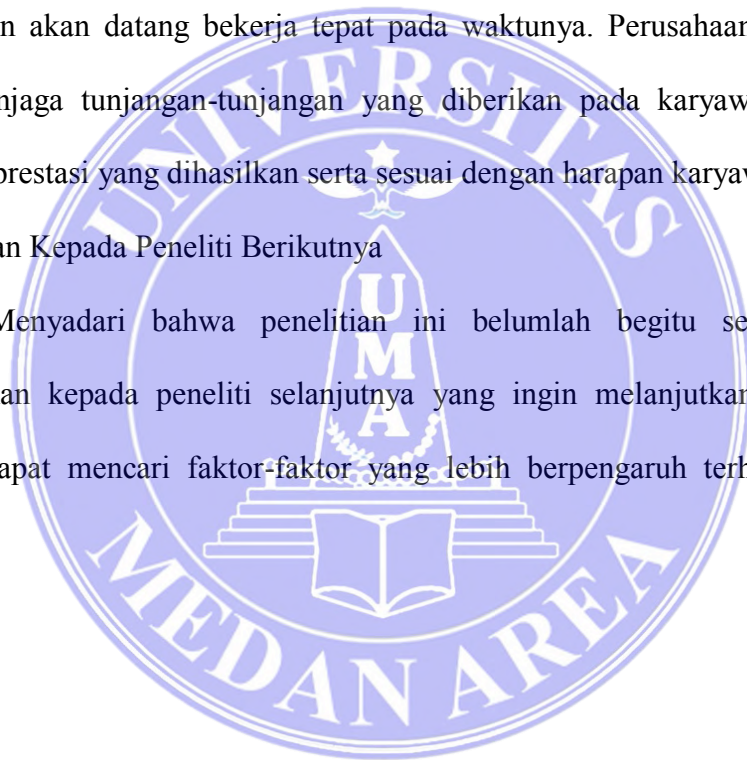 n akan datang bekerja tepat pada waktunya. Perusahaan
njaga tunjangan-tunjangan yang diberikan pada karyaw
prestasi yang dihasilkan serta sesuai dengan harapan karyaw
an Kepada Peneliti Berikutnya
Menyadari bahwa penelitian ini belumlah begitu se
an kepada peneliti selanjutnya yang ingin melanjutkan
apat mencari faktor-faktor yang lebih berpengaruh terh
UNIVERSITAS
UMA
MEDAN AREA